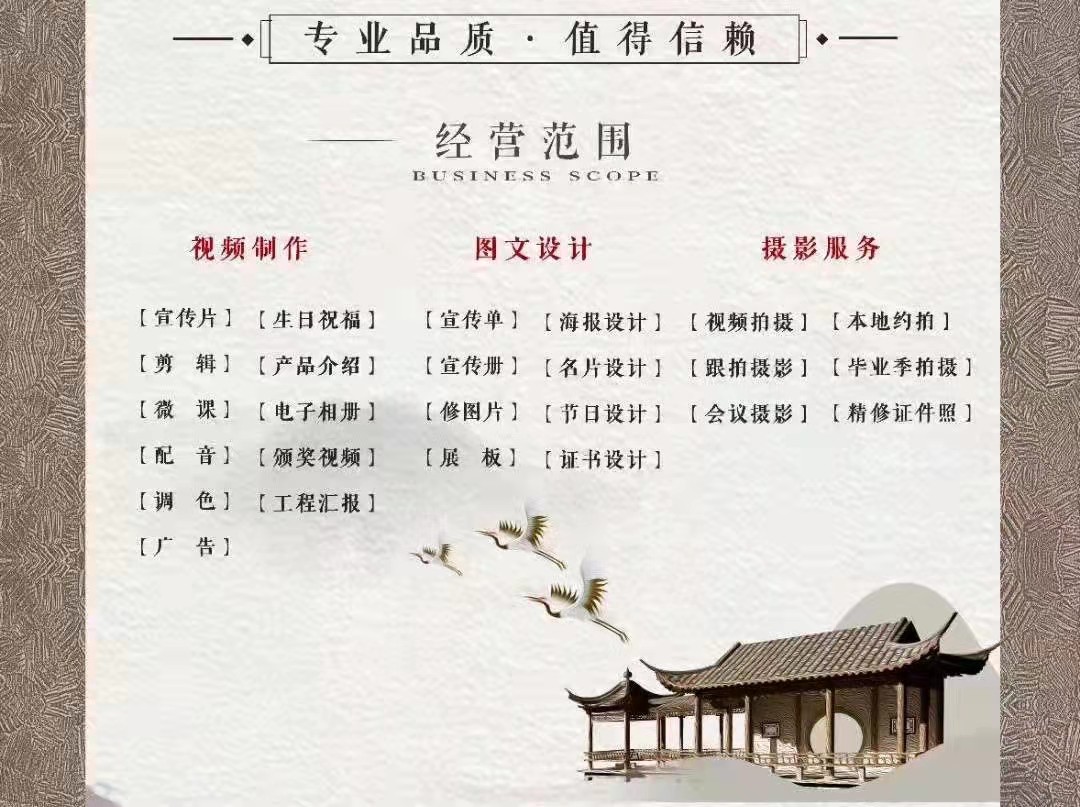 专业品质·值得信赖
经营范围
BUSINESS SCOPE
视频制作 图文设计 摄影服务
【宣传片】【生日祝福】【宣传单】【海报设计】【视频拍摄】【本地约拍】
【剪 辑】【产品介绍】【宣传册】【名片设计】【跟拍摄影】【毕业季拍摄】
【微 课】【电子相册】【修图片】【节日设计】【会议摄影】【精修证件照】
【配 音】【颁奖视频】【展 板】【证书设计】
【调 色】【工程汇报】
【广 告】